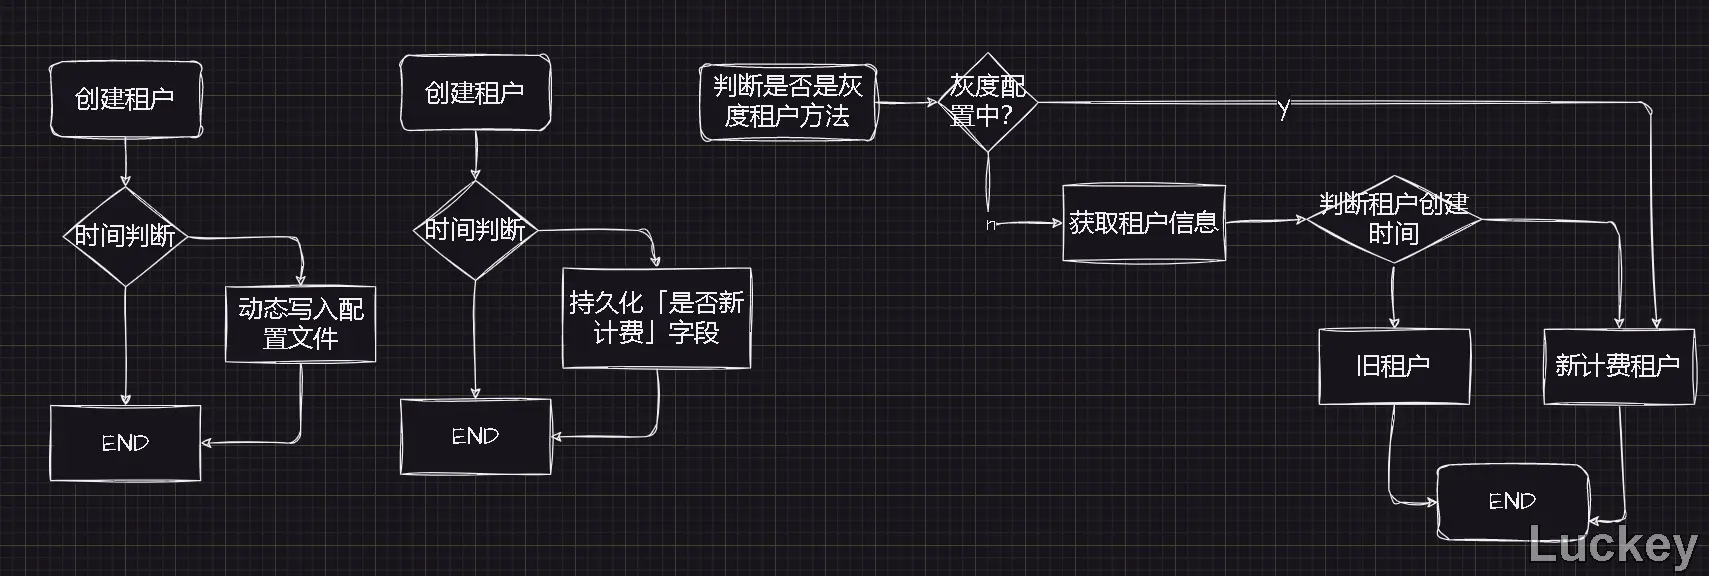 创建租户
时间判断
动态写入配
置文件
END
创建租户
时间判断
持久化「是否新
计费」字段
END
判断是否是灰
度租户方法
灰度配
置中?
y
n
获取租户信息
判断租户创建
时间
旧租户
新计费租户
END
Luckey